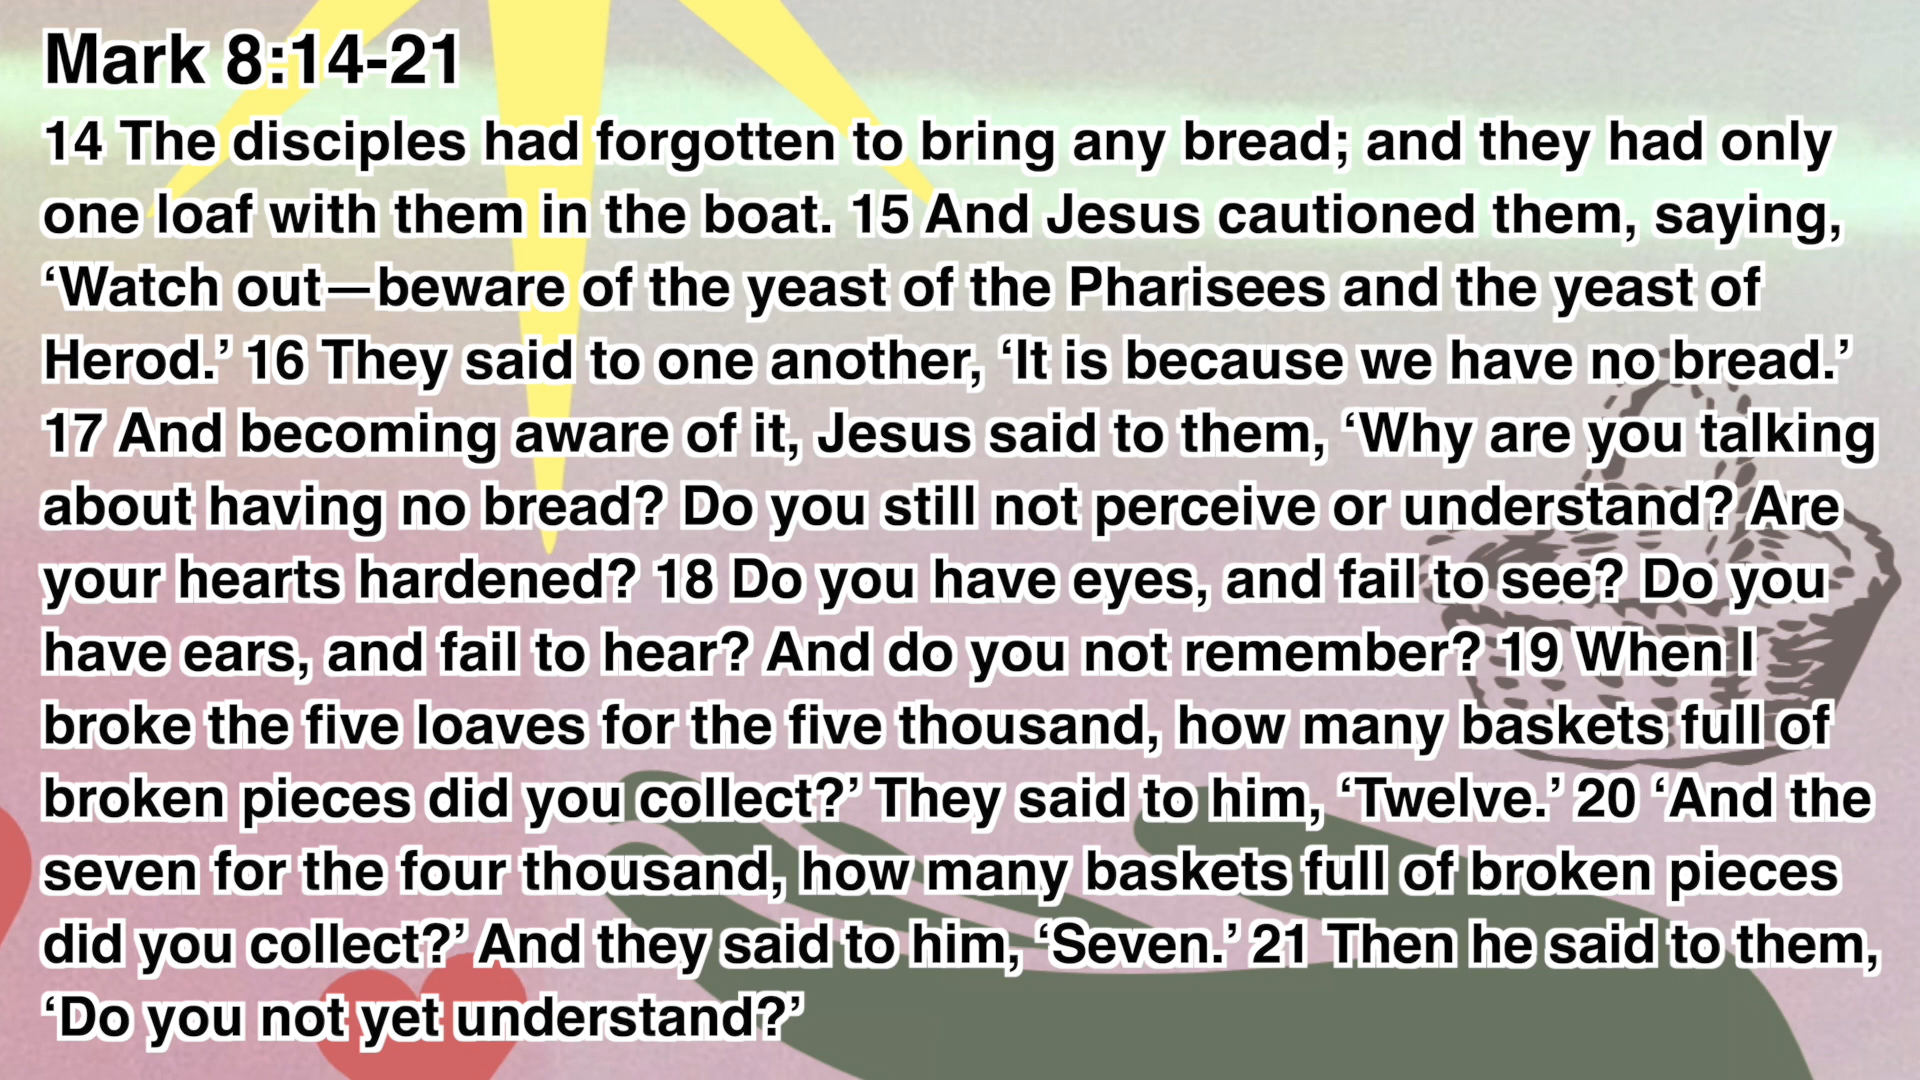 Mark 8:14-21
14 The disciples had forgotten to bring any bread; and they had only
one loaf with them in the boat. 15 And Jesus cautioned them, saying,
‘Watch out—beware of the yeast of the Pharisees and the yeast of
Herod.’ 16 They said to one another, ‘It is because we have no bread.’
17 And becoming aware of it, Jesus said to them, ‘Why are you talking
about having no bread? Do you still not perceive or understand? Are
your hearts hardened? 18 Do you have eyes, and fail to see? Do you
have ears, and fail to hear? And do you not remember? 19 When I
broke the five loaves for the five thousand, how many baskets full of
broken pieces did you collect?’ They said to him, ‘Twelve.’ 20 ‘And the
seven for the four thousand, how many baskets full of broken pieces
did you collect?’ And they said to him, ‘Seven.’ 21 Then he said to them,
‘Do you not yet understand?’